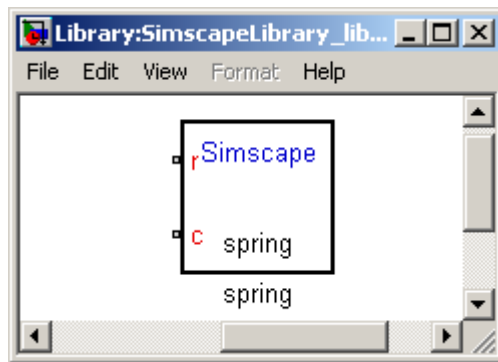 Library:SimscapeLibrary_lib...
File Edit View Format Help
r Simscape
c spring
spring